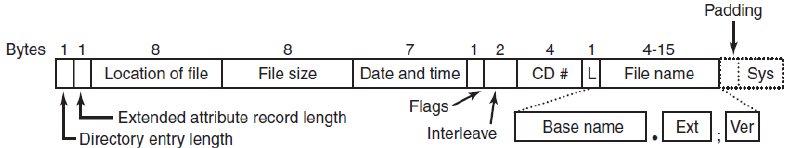 Padding
Bytes 1 1 8 8 7 1 2 4 1 4-15
Location of file File size Date and time CD # L File name Sys
Extended attribute record length
Directory entry length
Flags
Interleave
Base name . Ext ; Ver